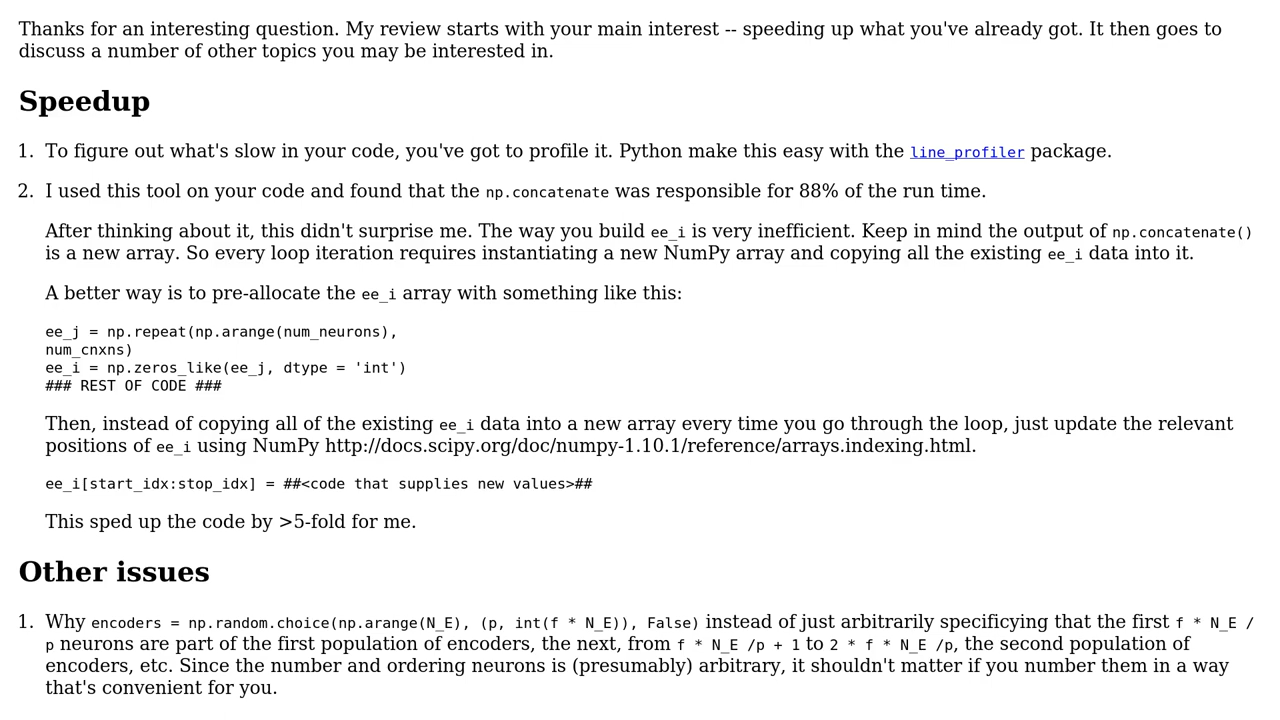 Thanks for an interesting question. My review starts with your main interest -- speeding up what you've already got. It then goes to
discuss a number of other topics you may be interested in.
Speedup
1. To figure out what's slow in your code, you've got to profile it. Python make this easy with the line_profiler package.
2. I used this tool on your code and found that the np.concatenate was responsible for 88% of the run time.
After thinking about it, this didn't surprise me. The way you build ee_i is very inefficient. Keep in mind the output of np.concatenate()
is a new array. So every loop iteration requires instantiating a new NumPy array and copying all the existing ee_i data into it.
A better way is to pre-allocate the ee_i array with something like this:
ee_j = np.repeat(np.arange(num_neurons),
num_cnxns)
ee_i = np.zeros_like(ee_j, dtype = 'int')
### REST OF CODE ###
Then, instead of copying all of the existing ee_i data into a new array every time you go through the loop, just update the relevant
positions of ee_i using NumPy http://docs.scipy.org/doc/numpy-1.10.1/reference/arrays.indexing.html.
ee_i[start_idx:stop_idx] = ##<code that supplies new values>##
This sped up the code by >5-fold for me.
Other issues
1. Why encoders = np.random.choice(np.arange(N_E), (p, int(f * N_E)), False) instead of just arbitrarily specificying that the first f * N_E /
p neurons are part of the first population of encoders, the next, from f * N_E /p + 1 to 2 * f * N_E /p, the second population of
encoders, etc. Since the number and ordering neurons is (presumably) arbitrary, it shouldn't matter if you number them in a way
that's convenient for you.